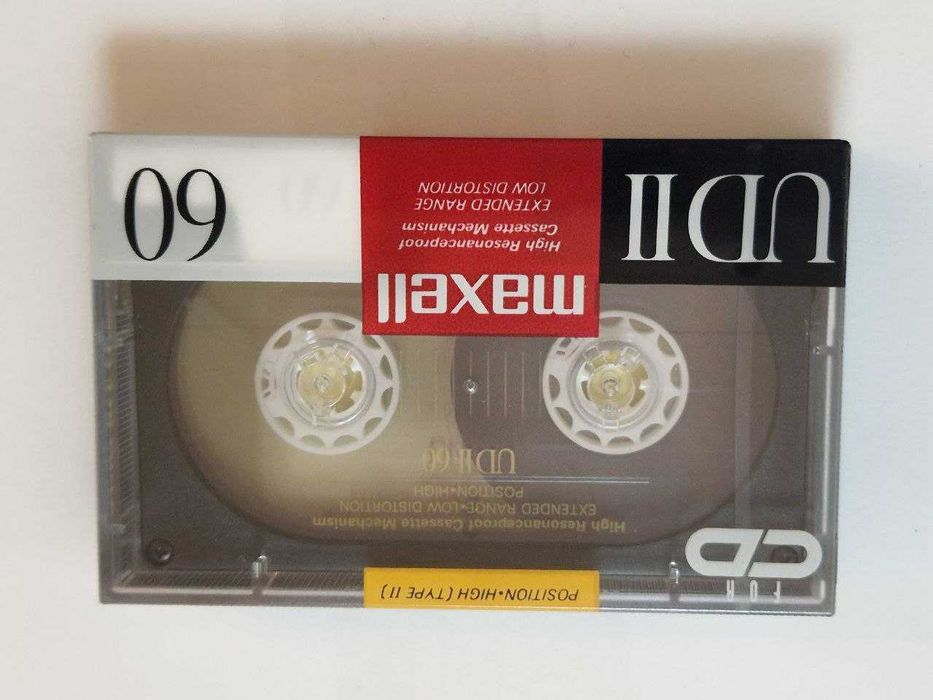 FOR
CD
POSITION•HIGH (TYPE II)
High Resonanceproof Cassette Mechanism
EXTENDED RANGE•LOW DISTORTION
POSITION•HIGH
UDII•60
maxell
High Resonanceproof
Cassette Mechanism
EXTENDED RANGE
LOW DISTORTION
UDII
60